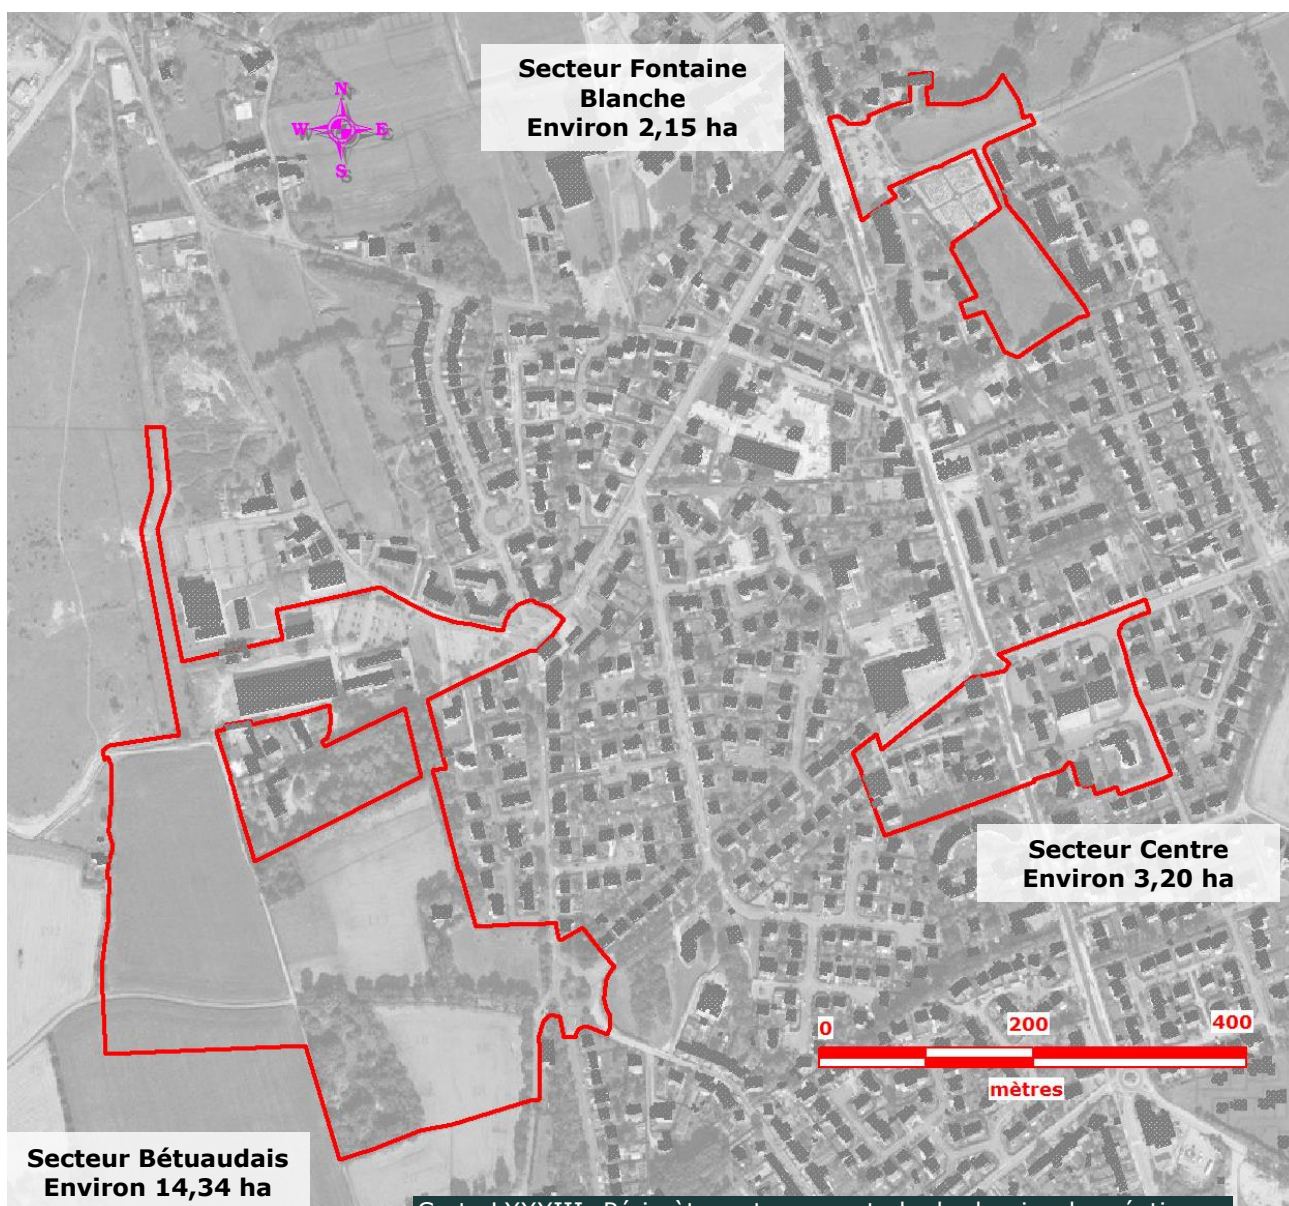 Secteur Fontaine
Blanche
Environ 2,15 ha
N
W
E
S
Secteur Centre
Environ 3,20 ha
0
200
400
mètres
Secteur Bétuaudais
Environ 14,34 ha